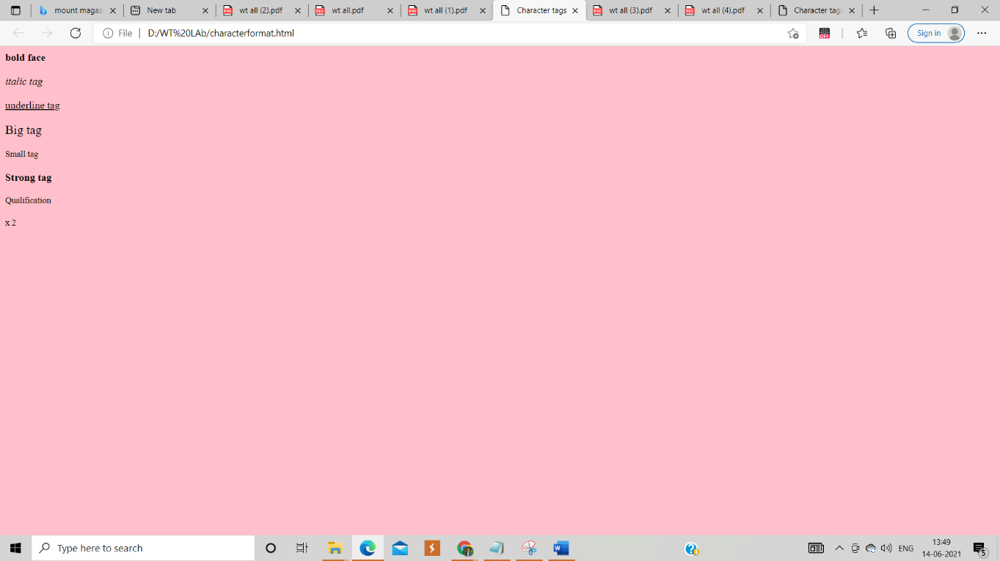 mount magaz
New tab
wt all (2).pdf
wt all.pdf
wt all (1).pdf
Character tags
wt all (3).pdf
wt all (4).pdf
Character tags
File
D:/WT%20LAb/characterformat.html
OFF
Sign in
bold face
italic tag
underline tag
Big tag
Small tag
Strong tag
Qualification
x 2
Type here to search
ENG
13:49
14-06-2021
5